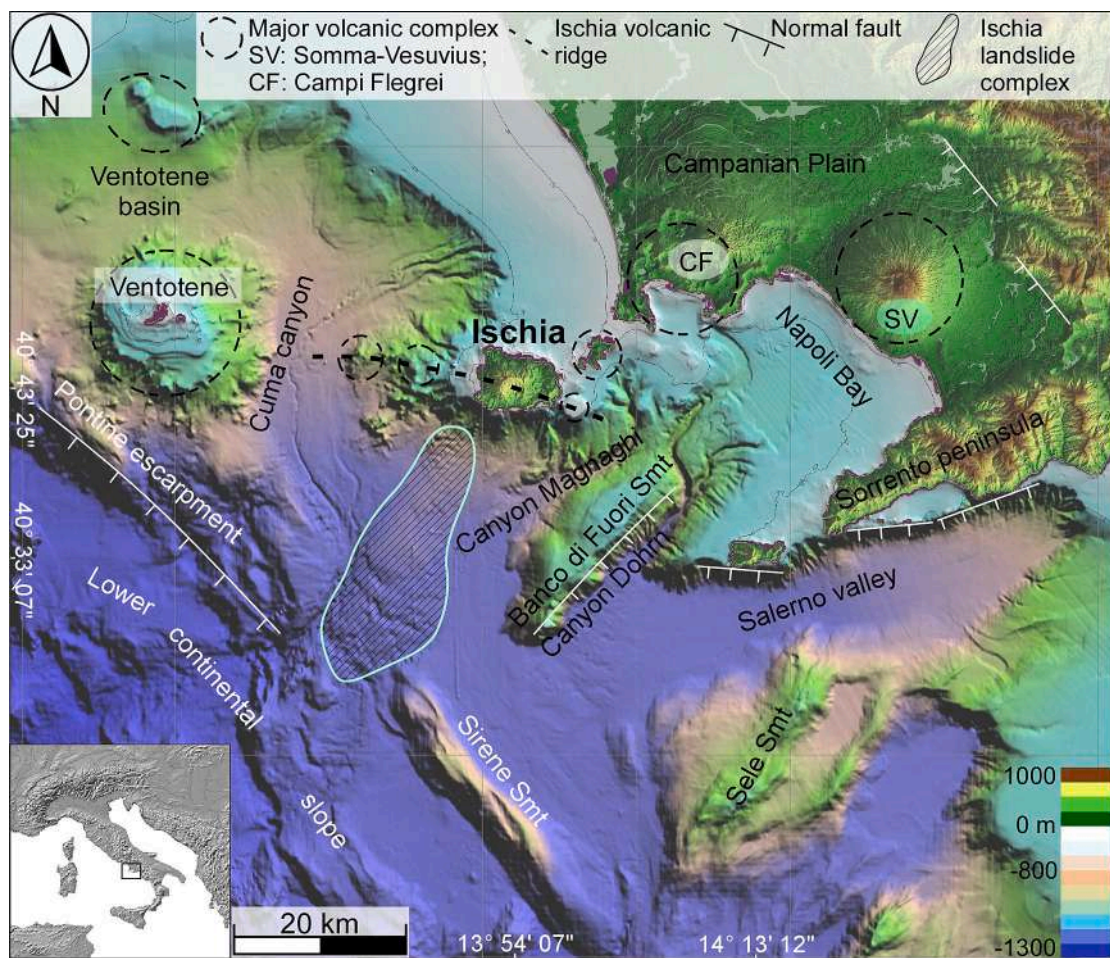 Major volcanic complex
SV: Somma-Vesuvius;
CF: Campi Flegrei
Ischia volcanic
ridge
Normal fault
Ischia
landslide
complex
N
Campanian Plain
Ventotene
basin
Ventotene
CF
SV
Cuma canyon
Ischia
Napoli Bay
40° 43' 25"
Pontine escarpment
Sorrento peninsula
Canyon Magnaghi
Banco di Fuori Smt
Canyon Dohrn
40° 33' 07"
Lower
continental
slope
Salerno valley
Sirene Smt
Sele Smt
1000
0 m
-800
-1300
20 km
13° 54' 07"
14° 13' 12"